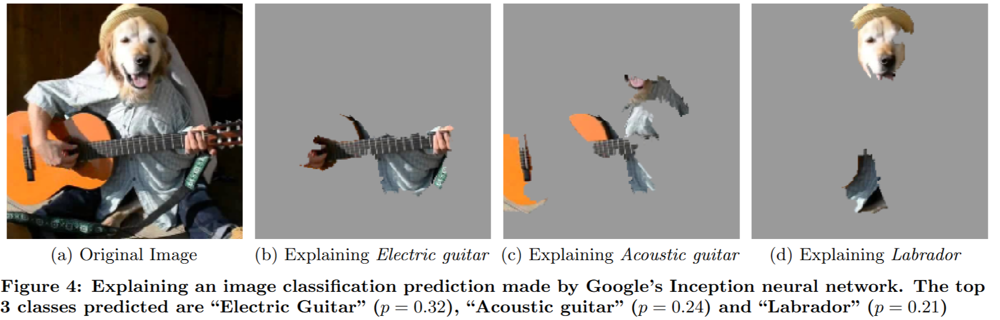 (a) Original Image
(b) Explaining Electric guitar
(c) Explaining Acoustic guitar
(d) Explaining Labrador
Figure 4: Explaining an image classification prediction made by Google's Inception neural network. The top
3 classes predicted are “Electric Guitar” (p = 0.32), “Acoustic guitar” (p = 0.24) and “Labrador” (p = 0.21)